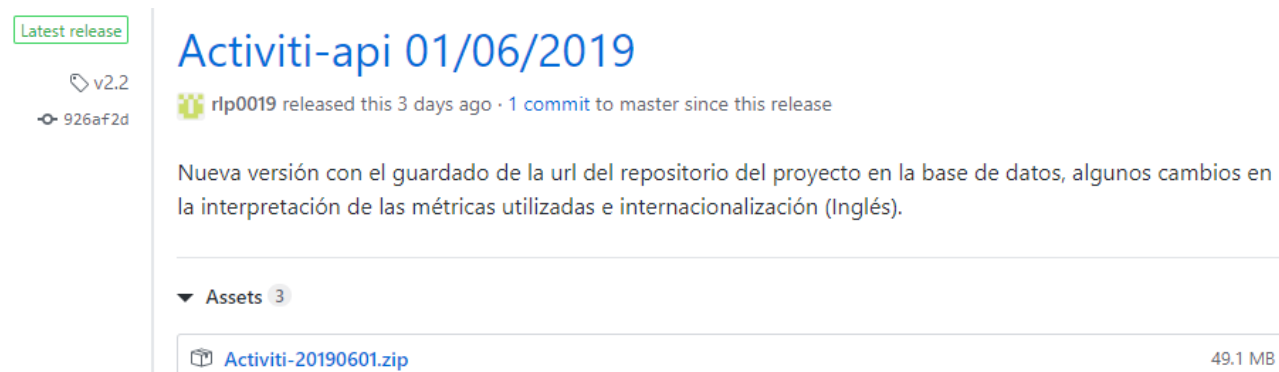 Latest release
v2.2
926af2d
Activiti-api 01/06/2019
rlp0019 released this 3 days ago · 1 commit to master since this release
Nueva versión con el guardado de la url del repositorio del proyecto en la base de datos, algunos cambios en
la interpretación de las métricas utilizadas e internacionalización (Inglés).
Assets 3
Activiti-20190601.zip 49.1 MB